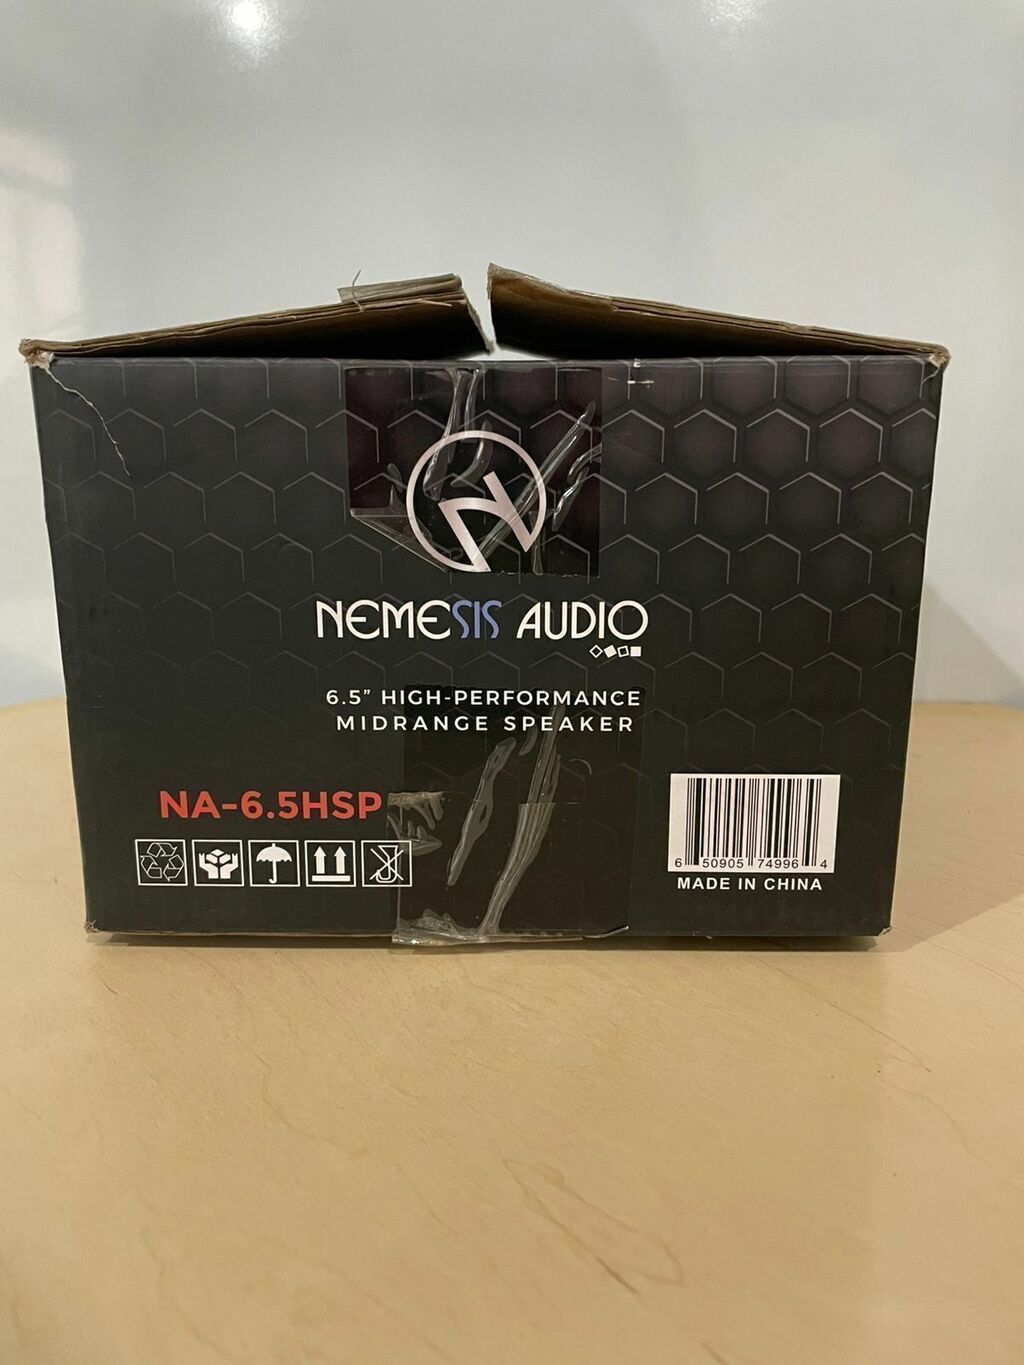 NEMESIS AUDIO
6.5" HIGH-PERFORMANCE
MIDRANGE SPEAKER
NA-6.5HSP
6 50905 74996 4
MADE IN CHINA